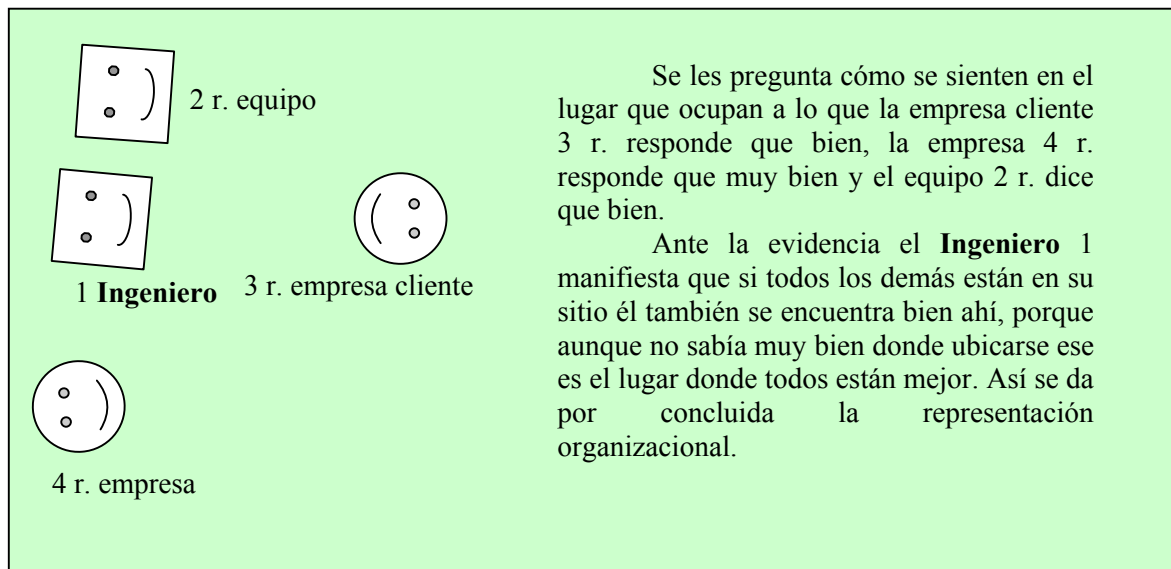 2 r. equipo
1 Ingeniero
3 r. empresa cliente
4 r. empresa
Se les pregunta cómo se sienten en el
lugar que ocupan a lo que la empresa cliente
3 r. responde que bien, la empresa 4 r.
responde que muy bien y el equipo 2 r. dice
que bien.
Ante la evidencia el Ingeniero 1
manifiesta que si todos los demás están en su
sitio él también se encuentra bien ahí, porque
aunque no sabía muy bien donde ubicarse ese
es el lugar donde todos están mejor. Así se da
por concluida la representación
organizacional.